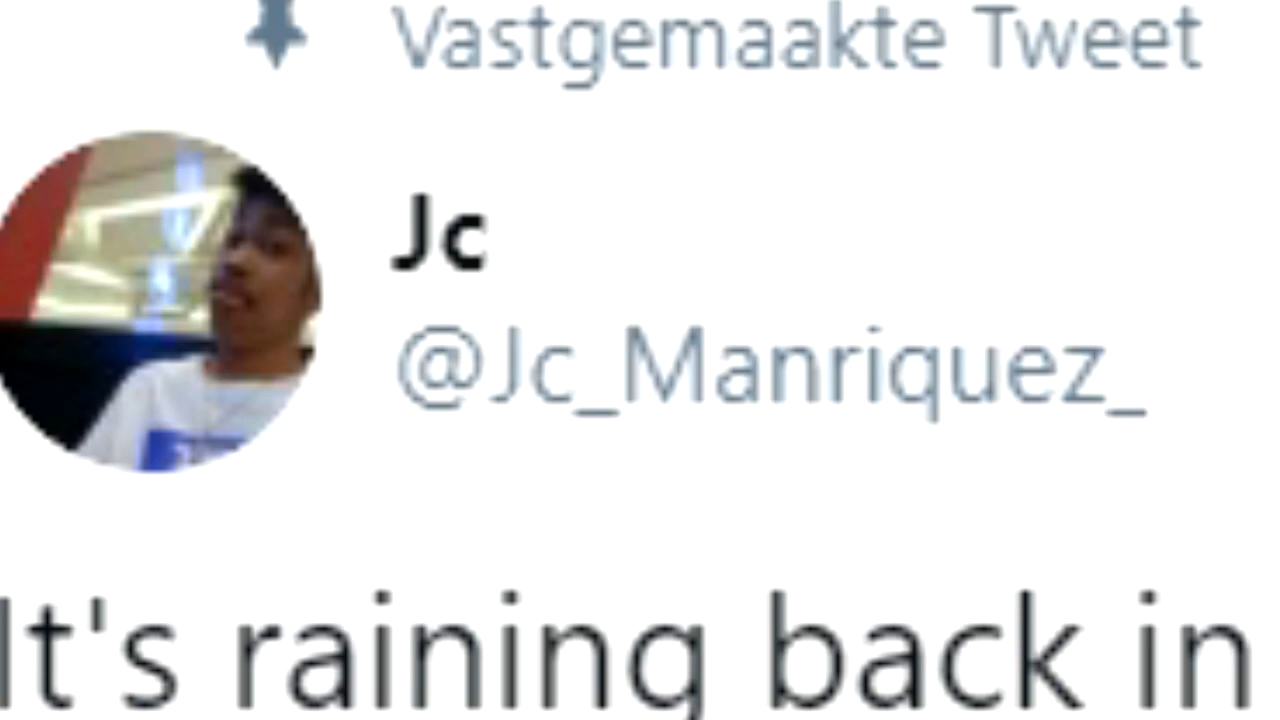 Vastgemaakte Tweet
Jc
@Jc_Manriquez_
It's raining back in